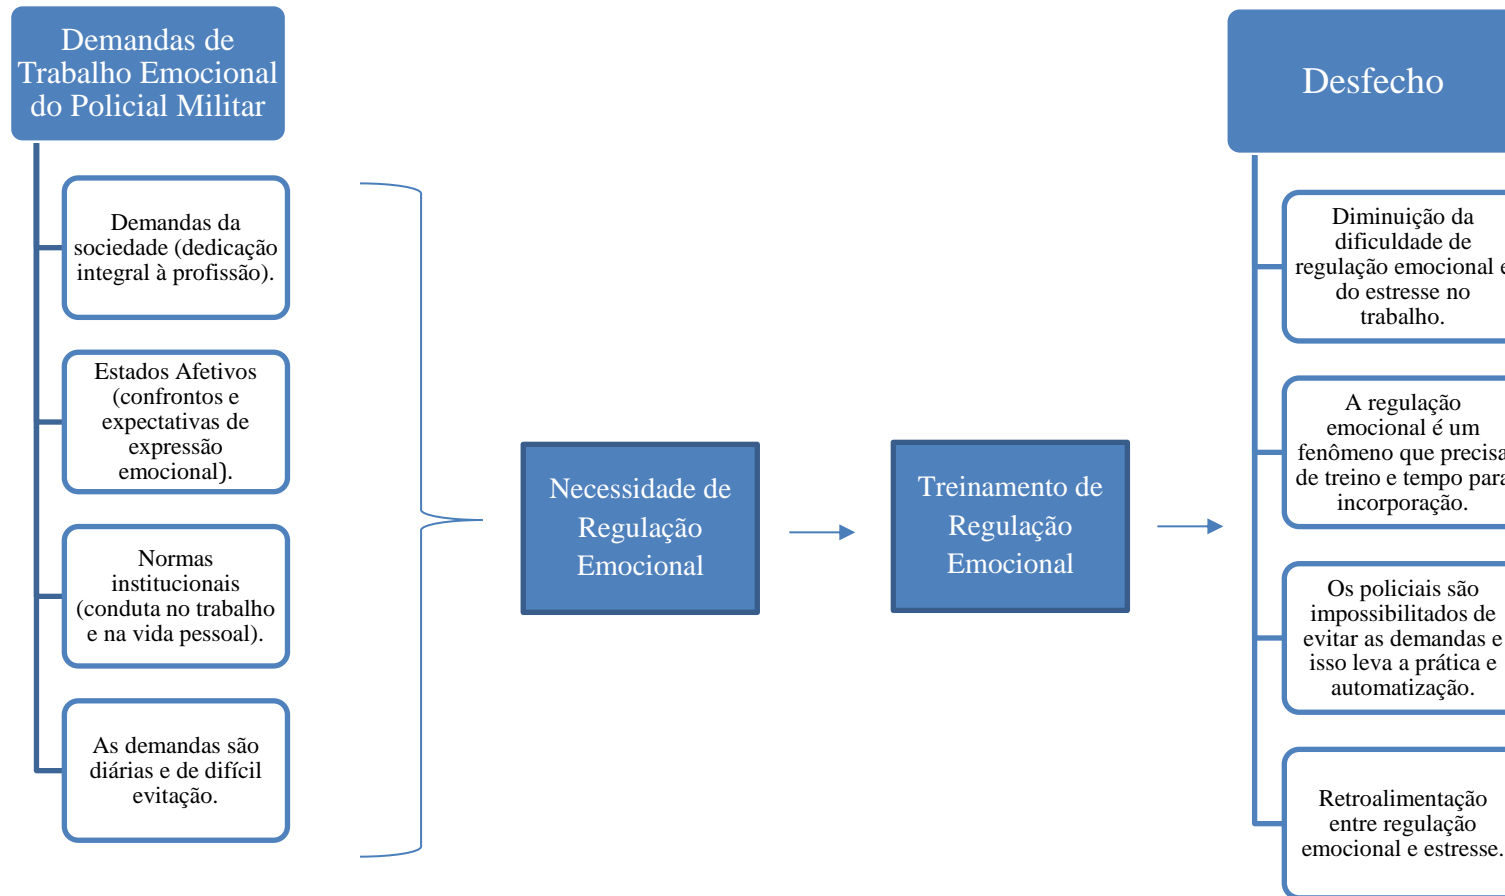 Demandas de
Trabalho Emocional
do Policial Militar
Demandas da
sociedade (dedicação
integral à profissão).
Estados Afetivos
(confrontos e
expectativas de
expressão
emocional).
Normas
institucionais
(conduta no trabalho
e na vida pessoal).
As demandas são
diárias e de difícil
evitação.
Necessidade de
Regulação
Emocional
Treinamento de
Regulação
Emocional
Desfecho
Diminuição da
dificuldade de
regulação emocional e
do estresse no
trabalho.
A regulação
emocional é um
fenômeno que precisa
de treino e tempo para
incorporação.
Os policiais são
impossibilitados de
evitar as demandas e
isso leva a prática e
automatização.
Retroalimentação
entre regulação
emocional e estresse.